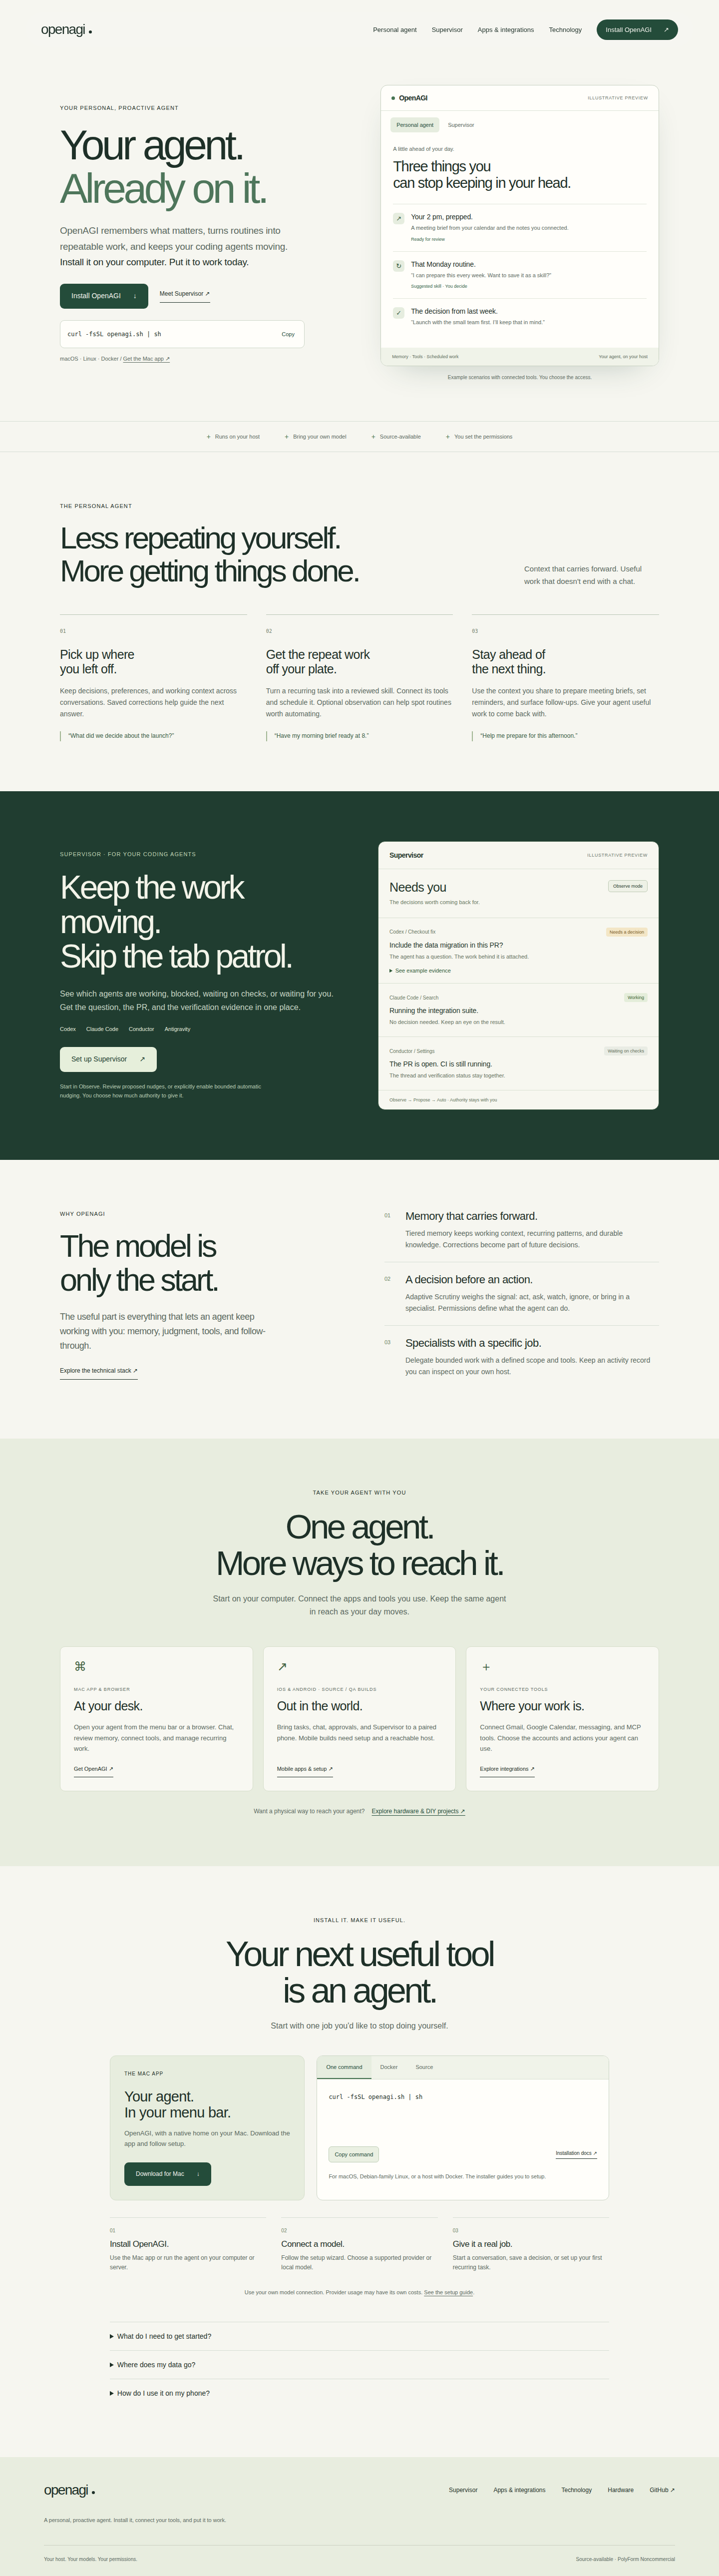 openagi
Personal agent
Supervisor
Apps & integrations
Technology
Install OpenAGI ↗
YOUR PERSONAL, PROACTIVE AGENT
Your agent.
Already on it.
OpenAGI remembers what matters, turns routines into
repeatable work, and keeps your coding agents moving.
Install it on your computer. Put it to work today.
Install OpenAGI ↓
Meet Supervisor ↗
curl -fsSL openagi.sh | sh
Copy
macOS · Linux · Docker / Get the Mac app ↗
OpenAGI
ILLUSTRATIVE PREVIEW
Personal agent
Supervisor
A little ahead of your day.
Three things you
can stop keeping in your head.
↗ Your 2 pm, prepped.
A meeting brief from your calendar and the notes you connected.
Ready for review
↻ That Monday routine.
"I can prepare this every week. Want to save it as a skill?"
Suggested skill · You decide
✓ The decision from last week.
"Launch with the small team first. I'll keep that in mind."
Memory · Tools · Scheduled work
Your agent, on your host
Example scenarios with connected tools. You choose the access.
+ Runs on your host
+ Bring your own model
+ Source-available
+ You set the permissions
THE PERSONAL AGENT
Less repeating yourself.
More getting things done.
Context that carries forward. Useful
work that doesn't end with a chat.
01
Pick up where
you left off.
Keep decisions, preferences, and working context across
conversations. Saved corrections help guide the next
answer.
"What did we decide about the launch?"
02
Get the repeat work
off your plate.
Turn a recurring task into a reviewed skill. Connect its tools
and schedule it. Optional observation can help spot routines
worth automating.
"Have my morning brief ready at 8."
03
Stay ahead of
the next thing.
Use the context you share to prepare meeting briefs, set
reminders, and surface follow-ups. Give your agent useful
work to come back with.
"Help me prepare for this afternoon."
SUPERVISOR · FOR YOUR CODING AGENTS
Keep the work
moving.
Skip the tab patrol.
See which agents are working, blocked, waiting on checks, or waiting for you.
Get the question, the PR, and the verification evidence in one place.
Codex
Claude Code
Conductor
Antigravity
Set up Supervisor ↗
Start in Observe. Review proposed nudges, or explicitly enable bounded automatic
nudging. You choose how much authority to give it.
Supervisor
ILLUSTRATIVE PREVIEW
Needs you
Observe mode
The decisions worth coming back for.
Codex / Checkout fix
Needs a decision
Include the data migration in this PR?
The agent has a question. The work behind it is attached.
▶ See example evidence
Claude Code / Search
Working
Running the integration suite.
No decision needed. Keep an eye on the result.
Conductor / Settings
Waiting on checks
The PR is open. CI is still running.
The thread and verification status stay together.
Observe → Propose → Auto · Authority stays with you
WHY OPENAGI
The model is
only the start.
The useful part is everything that lets an agent keep
working with you: memory, judgment, tools, and follow-
through.
Explore the technical stack ↗
01
Memory that carries forward.
Tiered memory keeps working context, recurring patterns, and durable
knowledge. Corrections become part of future decisions.
02
A decision before an action.
Adaptive Scrutiny weighs the signal: act, ask, watch, ignore, or bring in a
specialist. Permissions define what the agent can do.
03
Specialists with a specific job.
Delegate bounded work with a defined scope and tools. Keep an activity record
you can inspect on your own host.
TAKE YOUR AGENT WITH YOU
One agent.
More ways to reach it.
Start on your computer. Connect the apps and tools you use. Keep the same agent
in reach as your day moves.
⌘
MAC APP & BROWSER
At your desk.
Open your agent from the menu bar or a browser. Chat,
review memory, connect tools, and manage recurring
work.
Get OpenAGI ↗
↗
IOS & ANDROID · SOURCE / QA BUILDS
Out in the world.
Bring tasks, chat, approvals, and Supervisor to a paired
phone. Mobile builds need setup and a reachable host.
Mobile apps & setup ↗
+
YOUR CONNECTED TOOLS
Where your work is.
Connect Gmail, Google Calendar, messaging, and MCP
tools. Choose the accounts and actions your agent can
use.
Explore integrations ↗
Want a physical way to reach your agent? Explore hardware & DIY projects ↗
INSTALL IT. MAKE IT USEFUL.
Your next useful tool
is an agent.
Start with one job you'd like to stop doing yourself.
THE MAC APP
Your agent.
In your menu bar.
OpenAGI, with a native home on your Mac. Download the
app and follow setup.
Download for Mac ↓
One command
Docker
Source
curl -fsSL openagi.sh | sh
Copy command
Installation docs ↗
For macOS, Debian-family Linux, or a host with Docker. The installer guides you to setup.
01
Install OpenAGI.
Use the Mac app or run the agent on your computer or
server.
02
Connect a model.
Follow the setup wizard. Choose a supported provider or
local model.
03
Give it a real job.
Start a conversation, save a decision, or set up your first
recurring task.
Use your own model connection. Provider usage may have its own costs. See the setup guide.
▶ What do I need to get started?
▶ Where does my data go?
▶ How do I use it on my phone?
openagi
Supervisor
Apps & integrations
Technology
Hardware
GitHub ↗
A personal, proactive agent. Install it, connect your tools, and put it to work.
Your host. Your models. Your permissions.
Source-available · PolyForm Noncommercial